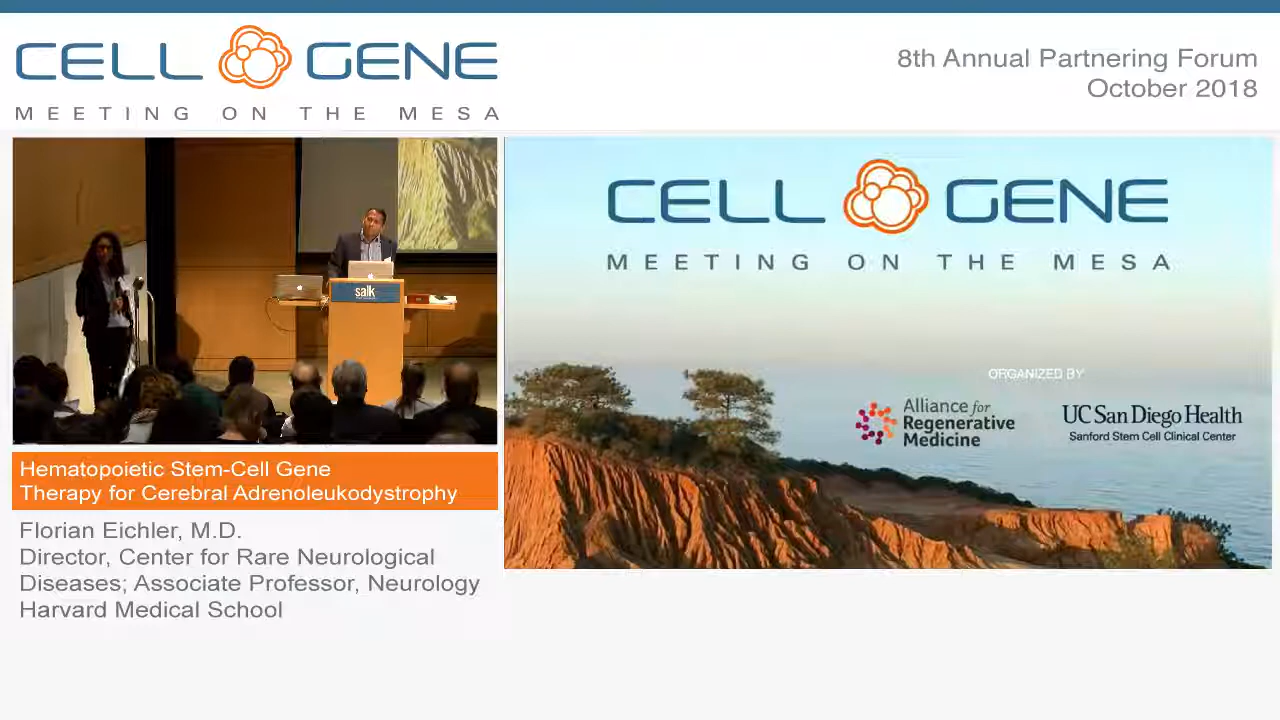 CELL GENE
MEETING ON THE MESA
8th Annual Partnering Forum
October 2018
salk
Hematopoietic Stem-Cell Gene
Therapy for Cerebral Adrenoleukodystrophy
Florian Eichler, M.D.
Director, Center for Rare Neurological
Diseases; Associate Professor, Neurology
Harvard Medical School
CELL GENE
MEETING ON THE MESA
ORGANIZED BY
Alliance for
Regenerative
Medicine
UC San Diego Health
Sanford Stem Cell Clinical Center